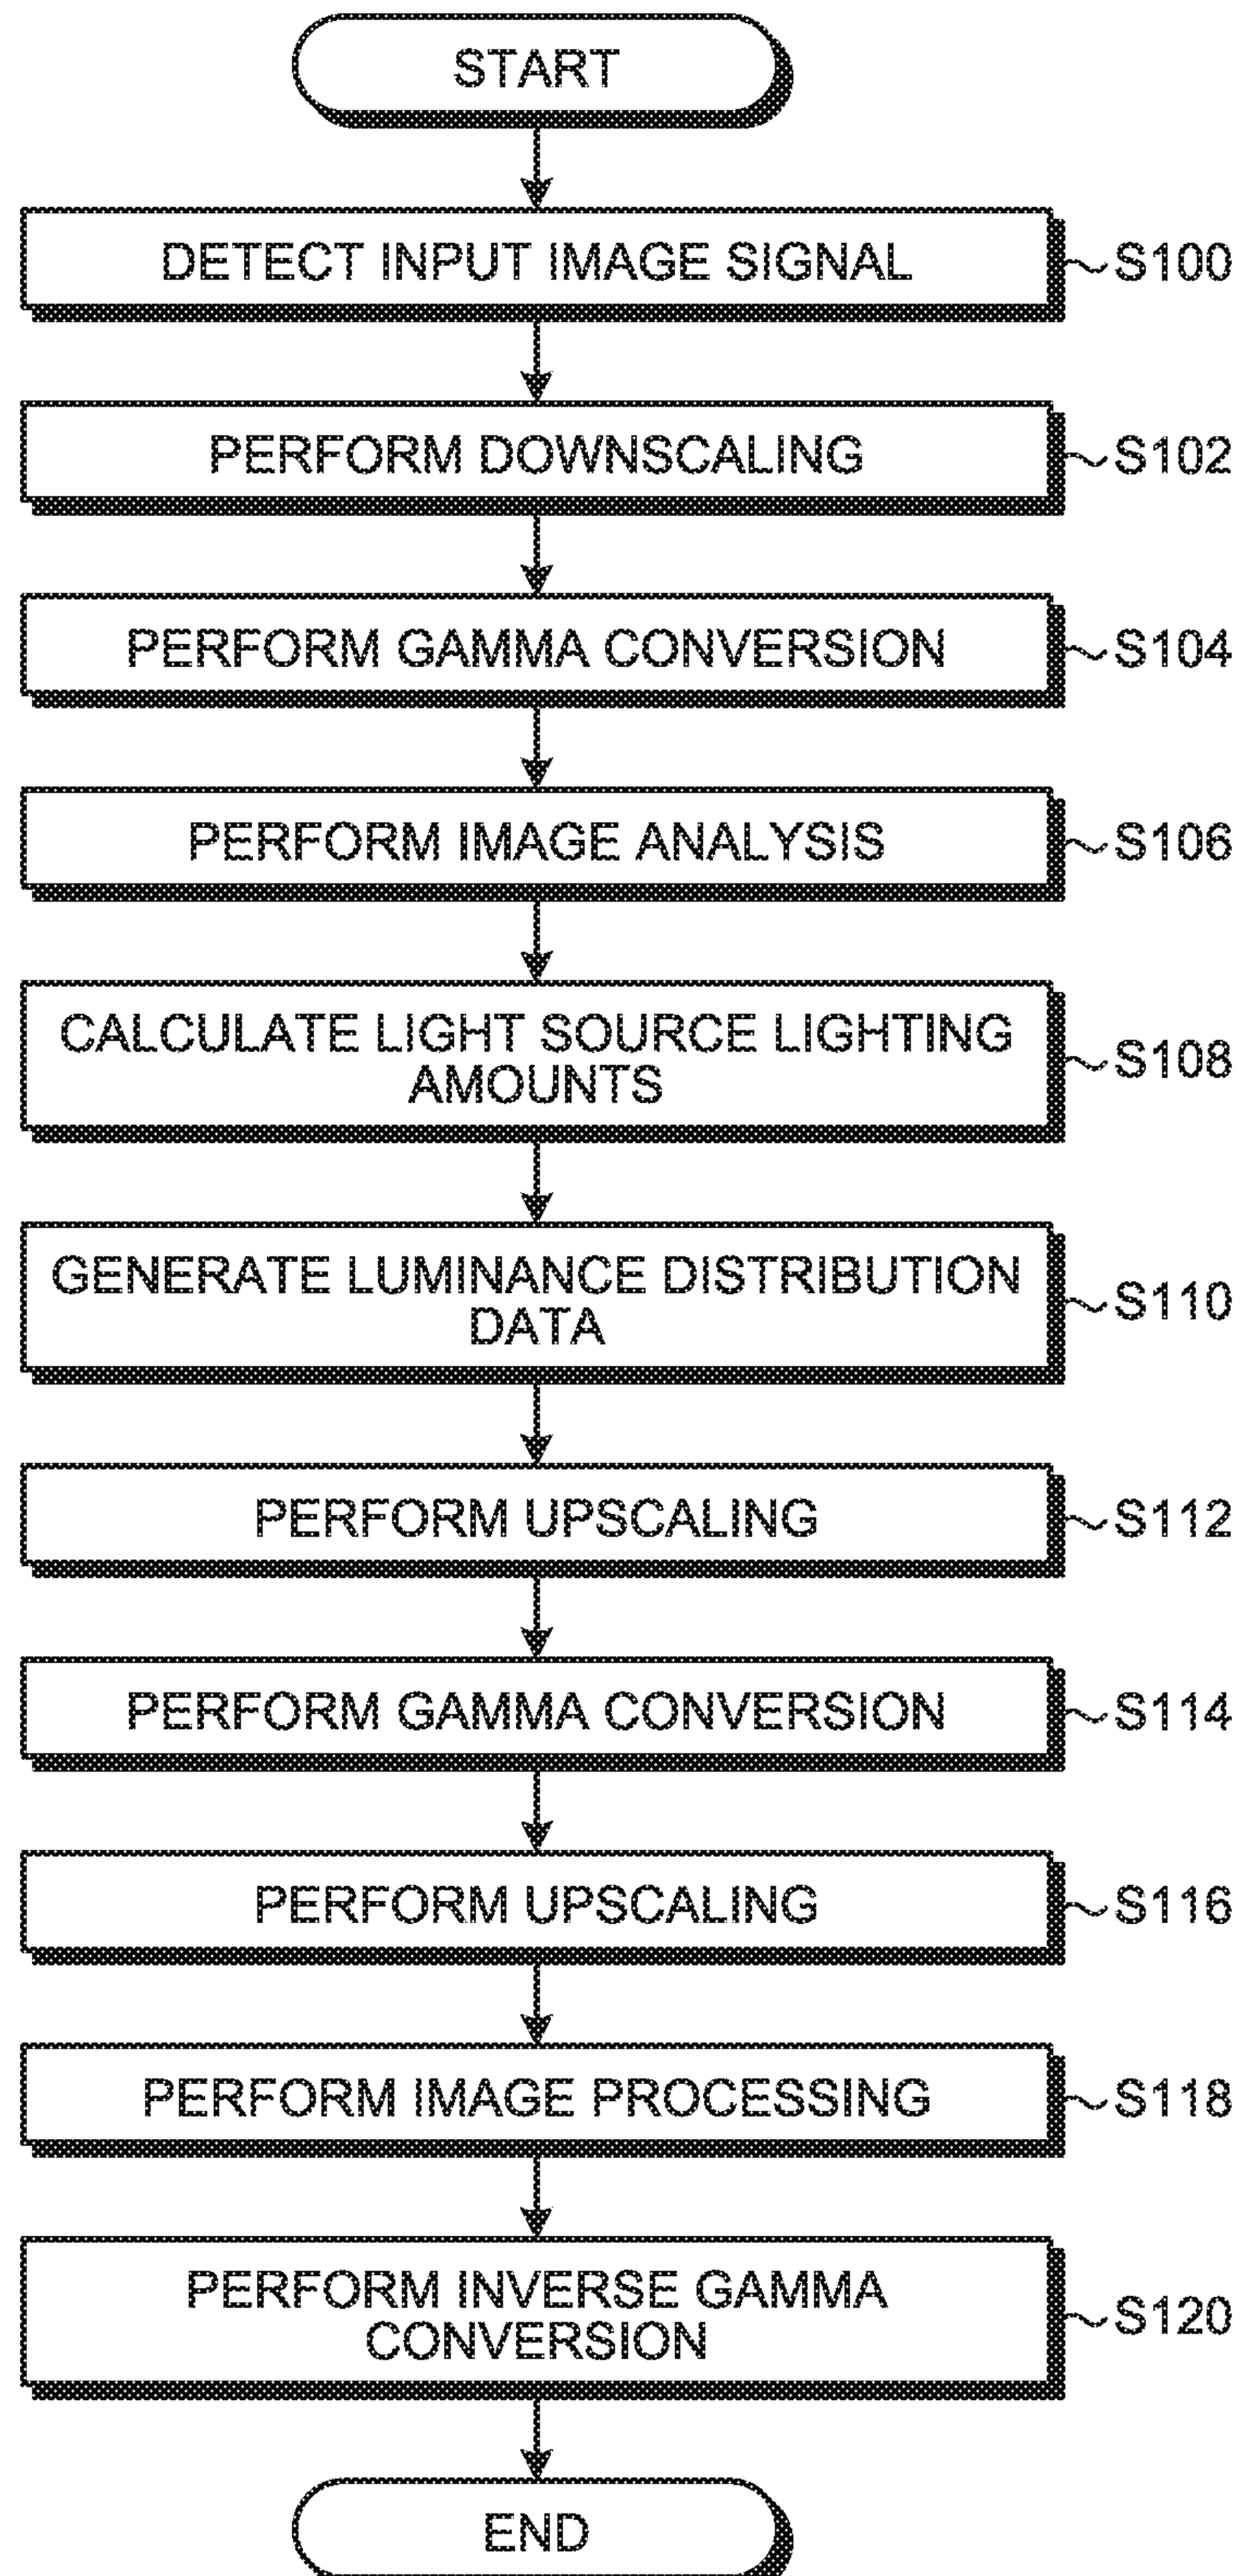 START
DETECT INPUT IMAGE SIGNAL
S100
PERFORM DOWNSCALING
S102
PERFORM GAMMA CONVERSION
S104
PERFORM IMAGE ANALYSIS
S106
CALCULATE LIGHT SOURCE LIGHTING
AMOUNTS
S108
GENERATE LUMINANCE DISTRIBUTION
DATA
S110
PERFORM UPSCALING
S112
PERFORM GAMMA CONVERSION
S114
PERFORM UPSCALING
S116
PERFORM IMAGE PROCESSING
S118
PERFORM INVERSE GAMMA
CONVERSION
S120
END